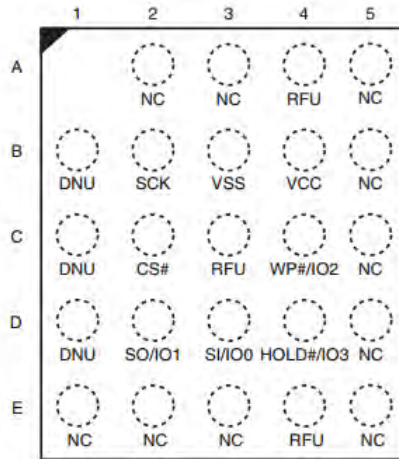 1 2 3 4 5
A
NC NC RFU NC
B
DNU SCK VSS VCC NC
C
DNU CS# RFU WP#/IO2 NC
D
DNU SO/IO1 SI/IO0 HOLD#/IO3 NC
E
NC NC NC RFU NC